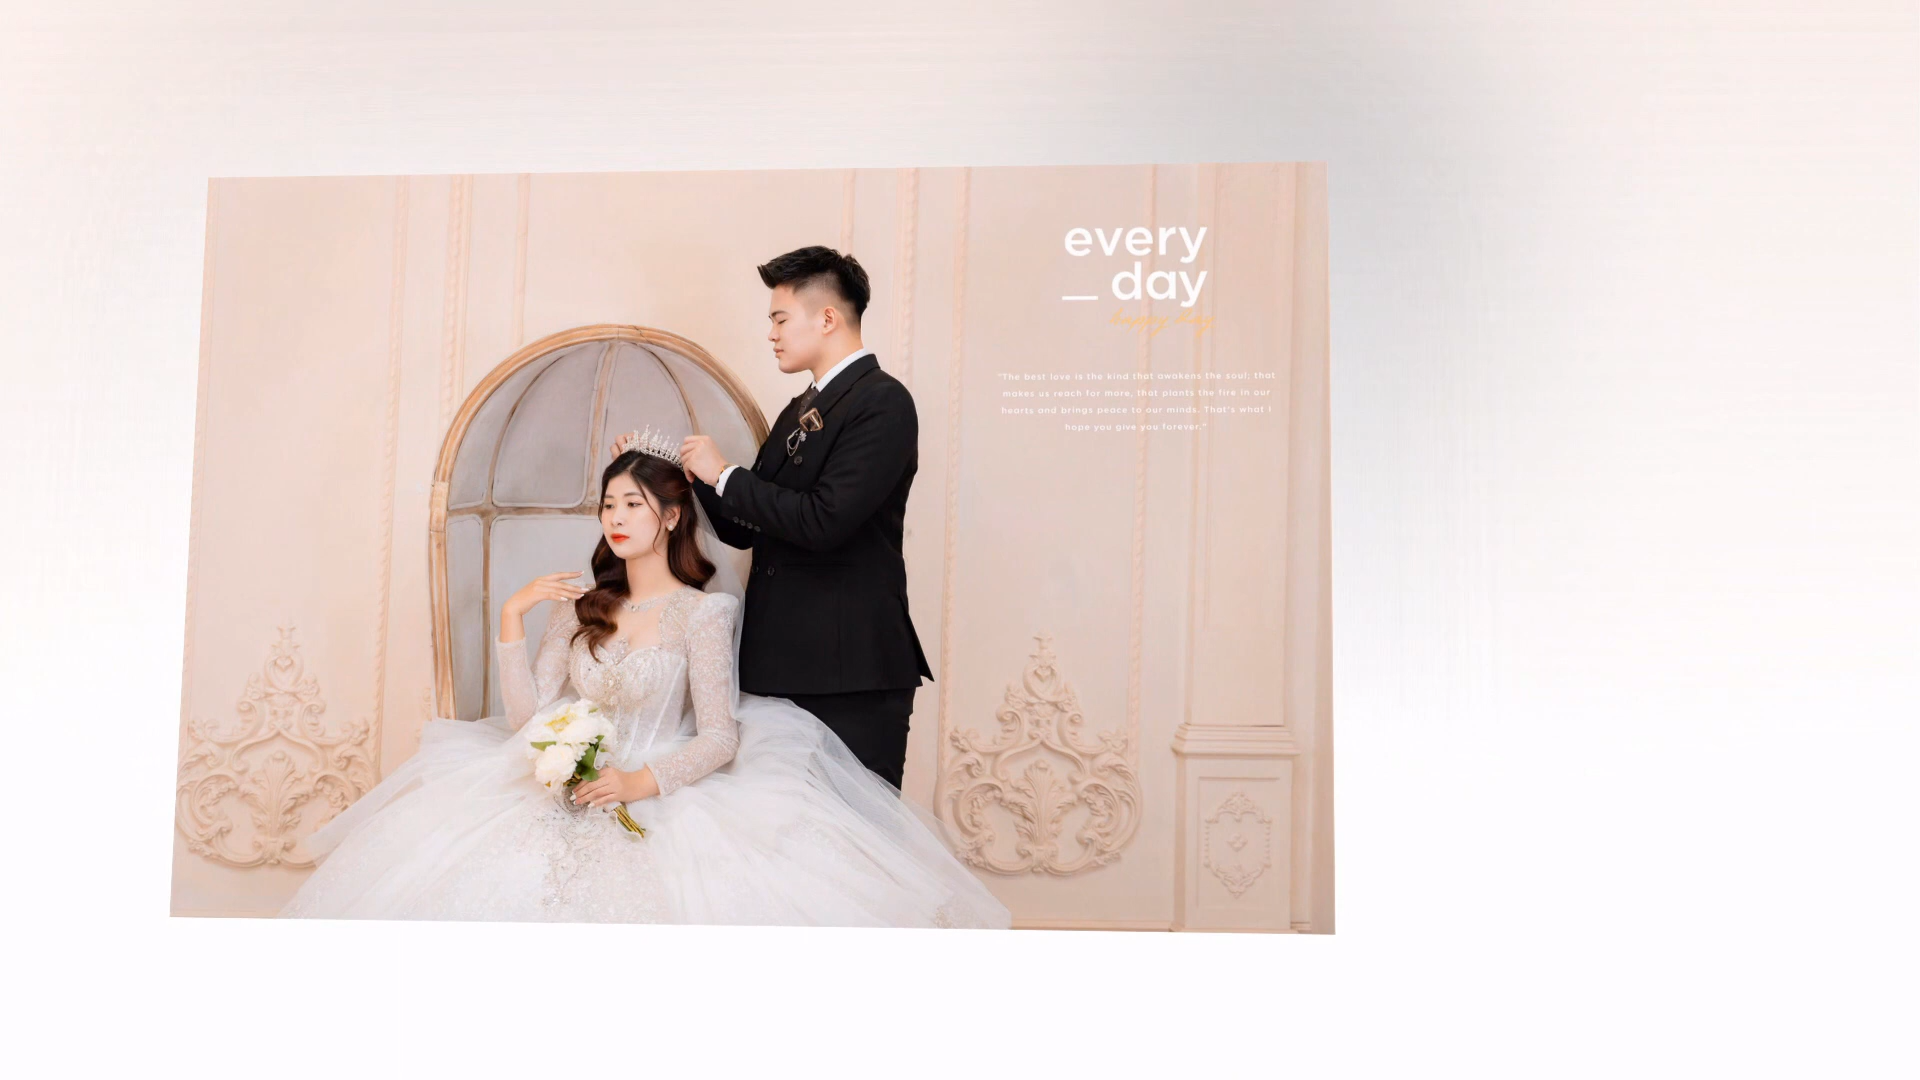 every
_ day
happy day
"The best love is the kind that awakens the soul; that
makes us reach for more, that plants the fire in our
hearts and brings peace to our minds. That's what I
hope you give you forever."